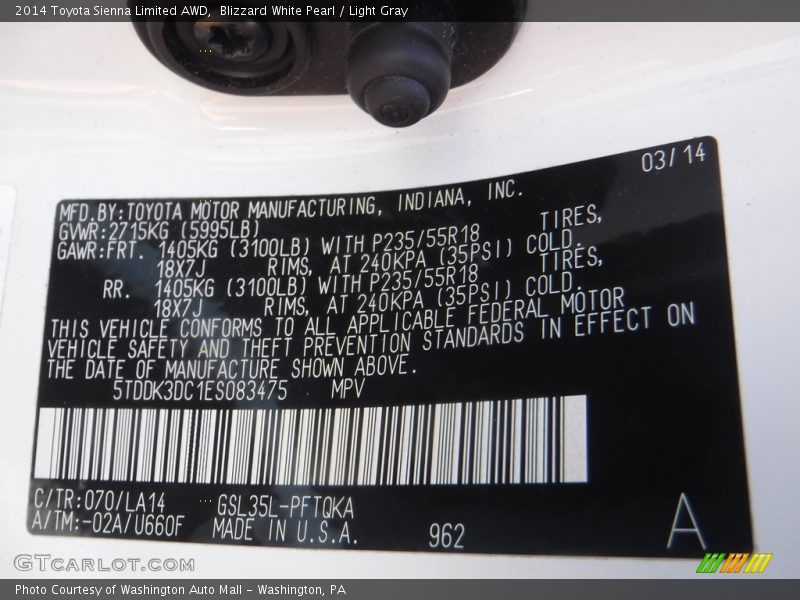 2014 Toyota Sienna Limited AWD,  Blizzard White Pearl / Light Gray
03/14
MFD.BY:TOYOTA MOTOR MANUFACTURING, INDIANA, INC.
GVWR:2715KG (5995LB)
GAWR:FRT. 1405KG (3100LB) WITH P235/55R18 TIRES,
18X7J RIMS, AT 240KPA (35PSI) COLD.
RR. 1405KG (3100LB) WITH P235/55R18 TIRES,
18X7J RIMS, AT 240KPA (35PSI) COLD.
THIS VEHICLE CONFORMS TO ALL APPLICABLE FEDERAL MOTOR
VEHICLE SAFETY AND THEFT PREVENTION STANDARDS IN EFFECT ON
THE DATE OF MANUFACTURE SHOWN ABOVE.
5TDDK3DC1ES083475 MPV
C/TR:070/LA14 GSL35L-PFTQKA
A/TM:-02A/U660F MADE IN U.S.A. 962
A
GTCARLOT.COM
Photo Courtesy of Washington Auto Mall - Washington, PA